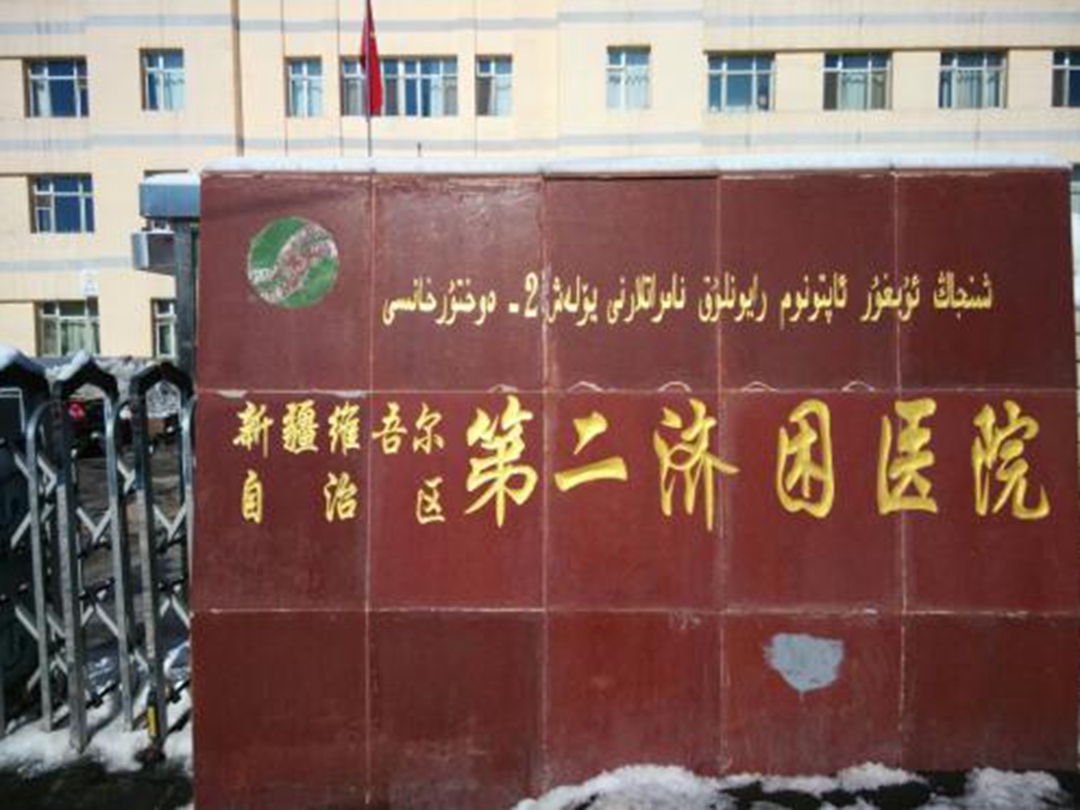 شىنجاڭ ئۇيغۇر ئاپتونوم رايونلۇق نامراتلارنى يۆلەش 2- دوختۇرخانىسى
新疆维吾尔
自治区
第二济困医院